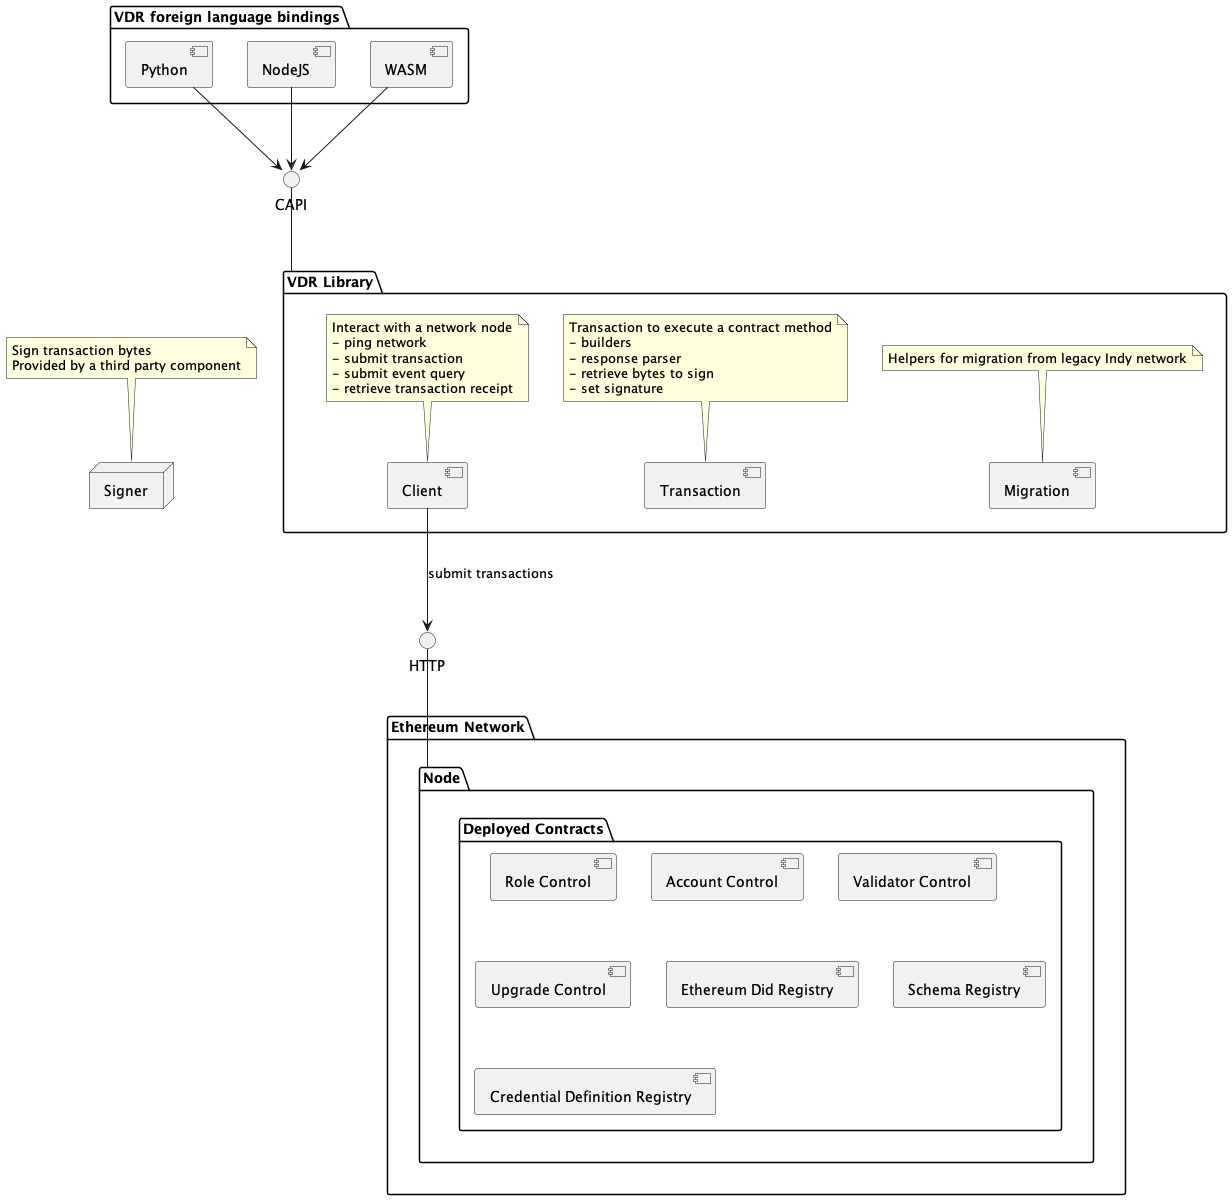 VDR foreign language bindings
Python
NodeJS
WASM
CAPI
VDR Library
Sign transaction bytes
Provided by a third party component
Interact with a network node
- ping network
- submit transaction
- submit event query
- retrieve transaction receipt
Transaction to execute a contract method
- builders
- response parser
- retrieve bytes to sign
- set signature
Helpers for migration from legacy Indy network
Signer
Client
Transaction
Migration
submit transactions
HTTP
Ethereum Network
Node
Deployed Contracts
Role Control
Account Control
Validator Control
Upgrade Control
Ethereum Did Registry
Schema Registry
Credential Definition Registry